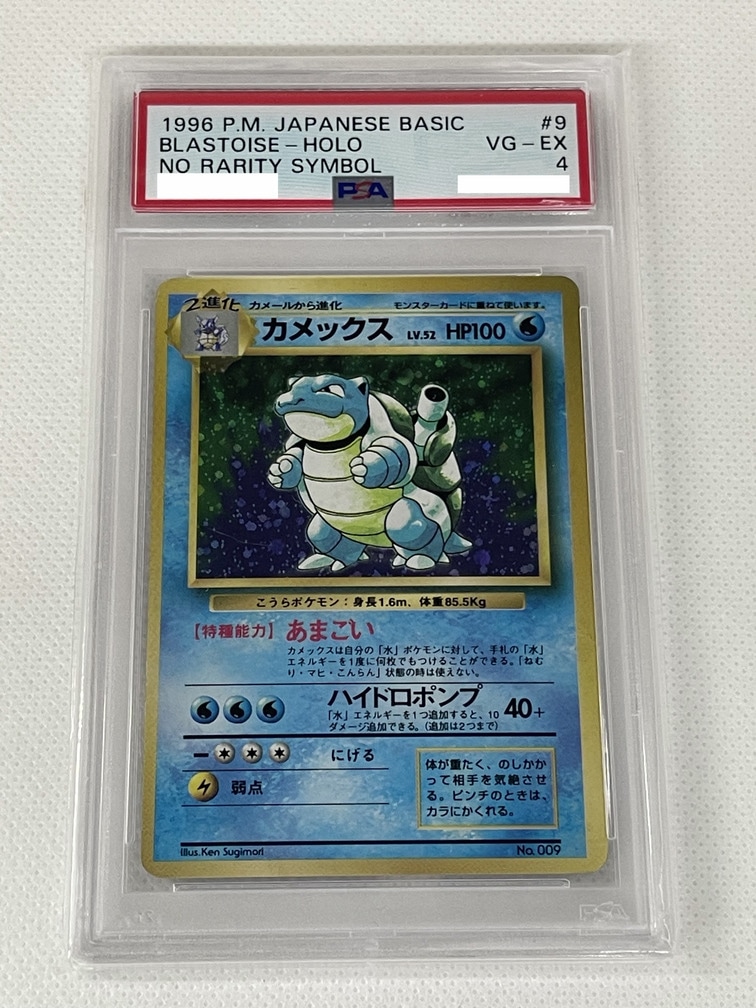 1996 P.M. JAPANESE BASIC #9
BLASTOISE - HOLO VG - EX
NO RARITY SYMBOL 4
PSA
2進化 カメールから進化 モンスターカードに重ねて使います。
カメックス LV.52 HP100
こうらポケモン：身長1.6m、体重85.5Kg
【特種能力】 あまごい
カメックスは自分の「水」ポケモンに対して、手札の「水」
エネルギーを1度に何枚でもつけることができる。「ねむ
り・マヒ・こんらん」状態の時は使えない。
ハイドロポンプ 40+
「水」エネルギーを1つ追加すると、10
ダメージ追加できる。（追加は2つまで）
にげる
弱点
体が重たく、のしかか
って相手を気絶させ
る。ピンチのときは、
カラにかくれる。
Illus. Ken Sugimori No. 009
PSA